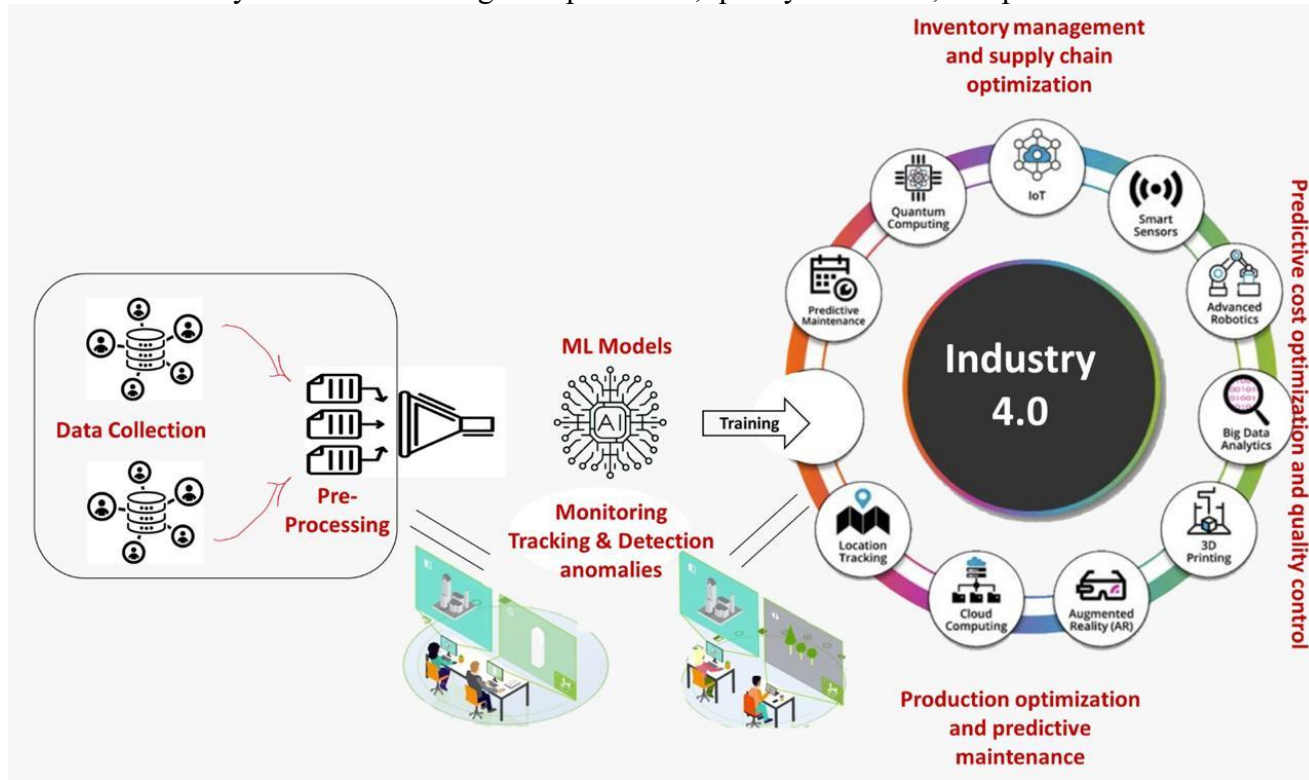 Inventory management
and supply chain
optimization
IoT
Quantum
Computing
Smart
Sensors
Predictive
Maintenance
Advanced
Robotics
Predictive cost optimization and quality control
ML Models
AI
Training
Industry
4.0
Data Collection
Pre-
Processing
Big Data
Analytics
Monitoring
Tracking & Detection
anomalies
Location
Tracking
3D
Printing
Cloud
Computing
Augmented
Reality (AR)
Production optimization
and predictive
maintenance